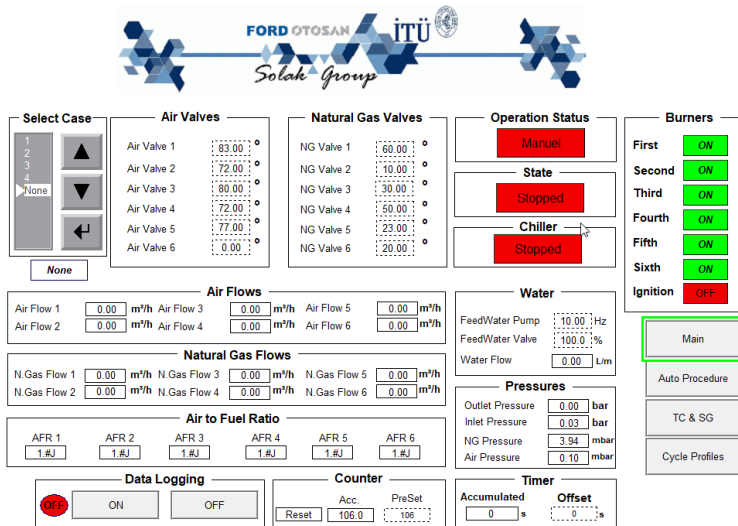 FORD OTOSAN İTÜ
Solak Group
Select Case
1
2
3
4
None
None
Air Valves
Air Valve 1 83.00 °
Air Valve 2 72.00 °
Air Valve 3 80.00 °
Air Valve 4 72.00 °
Air Valve 5 77.00 °
Air Valve 6 0.00 °
Natural Gas Valves
NG Valve 1 60.00 °
NG Valve 2 10.00 °
NG Valve 3 30.00 °
NG Valve 4 50.00 °
NG Valve 5 23.00 °
NG Valve 6 20.00 °
Operation Status
Manuel
State
Stopped
Chiller
Stopped
Burners
First ON
Second ON
Third ON
Fourth ON
Fifth ON
Sixth ON
Ignition OFF
Air Flows
Air Flow 1 0.00 m³/h Air Flow 3 0.00 m³/h Air Flow 5 0.00 m³/h
Air Flow 2 0.00 m³/h Air Flow 4 0.00 m³/h Air Flow 6 0.00 m³/h
Natural Gas Flows
N.Gas Flow 1 0.00 m³/h N.Gas Flow 3 0.00 m³/h N.Gas Flow 5 0.00 m³/h
N.Gas Flow 2 0.00 m³/h N.Gas Flow 4 0.00 m³/h N.Gas Flow 6 0.00 m³/h
Air to Fuel Ratio
AFR 1 AFR 2 AFR 3 AFR 4 AFR 5 AFR 6
1.#J 1.#J 1.#J 1.#J 1.#J 1.#J
Water
FeedWater Pump 10.00 Hz
FeedWater Valve 100.0 %
Water Flow 0.00 L/m
Pressures
Outlet Pressure 0.00 bar
Inlet Pressure 0.03 bar
NG Pressure 3.94 mbar
Air Pressure 0.10 mbar
Main
Auto Procedure
TC & SG
Cycle Profiles
Data Logging
OFF ON OFF
Counter
Acc. PreSet
Reset 106.0 106
Timer
Accumulated Offset
0 s 0 s